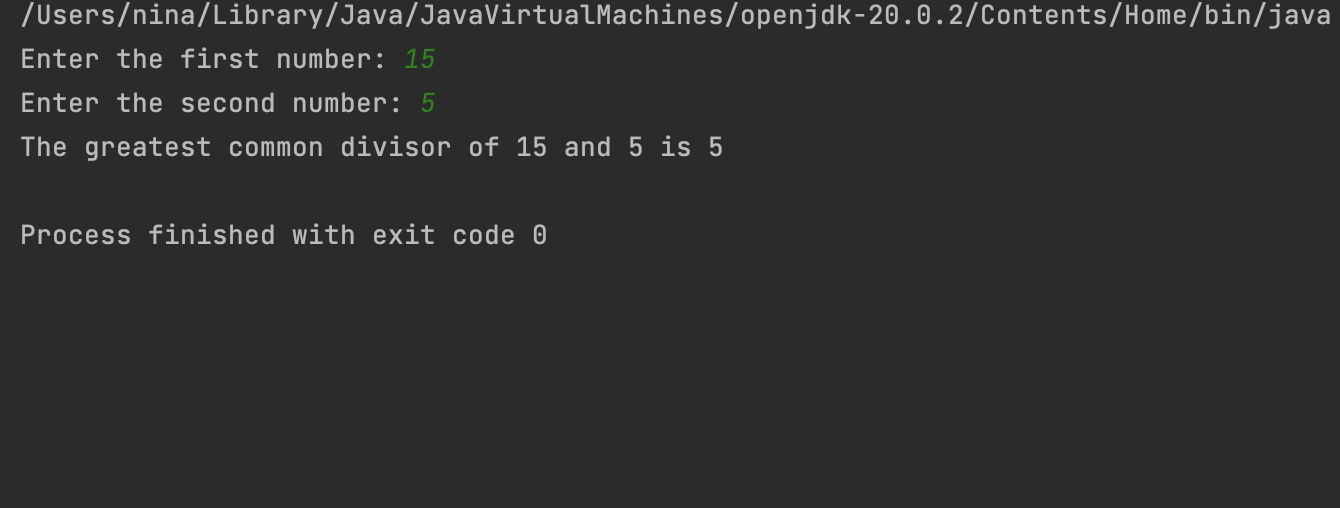 /Users/nina/Library/Java/JavaVirtualMachines/openjdk-20.0.2/Contents/Home/bin/java
Enter the first number: 15
Enter the second number: 5
The greatest common divisor of 15 and 5 is 5
Process finished with exit code 0